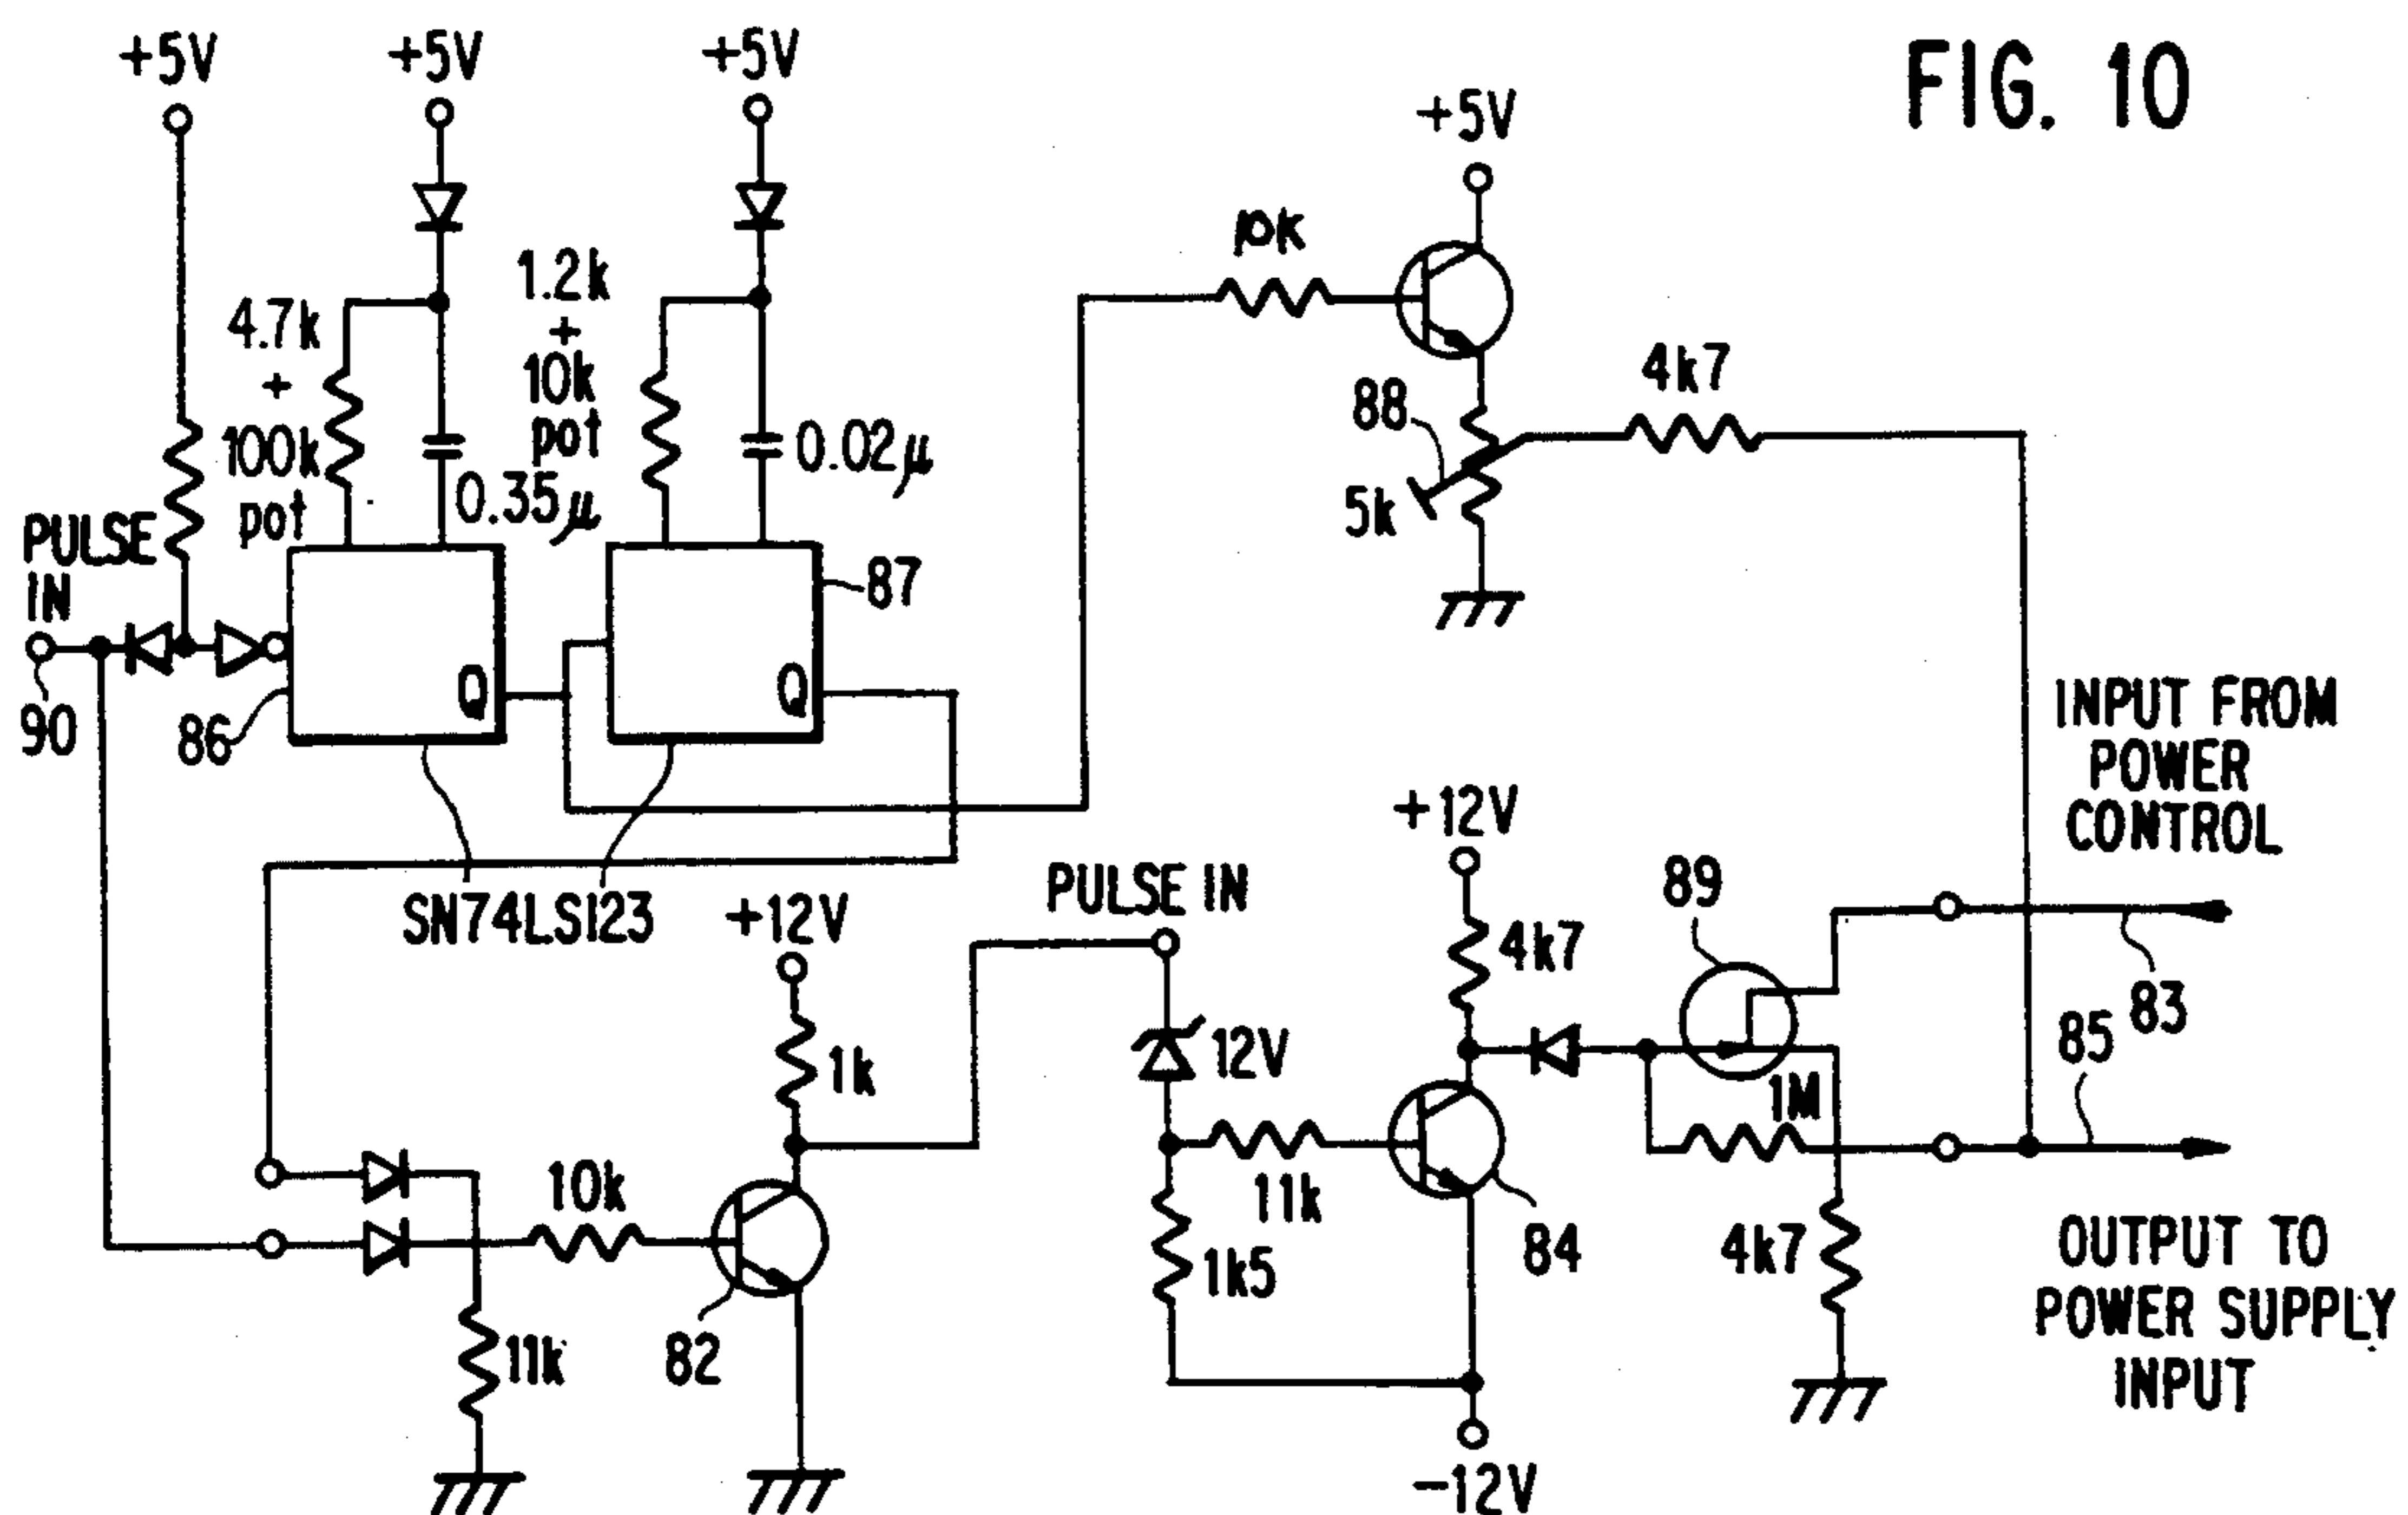 FIG. 10
+5V
+5V
+5V
+5V
4.7k
+
100k
pot
0.35µ
1.2k
+
10k
pot
0.02µ
88
5k
4k7
PULSE
IN
90
86
Q
Q
87
SN74LS123
INPUT FROM
POWER
CONTROL
83
85
OUTPUT TO
POWER SUPPLY
INPUT
+12V
1k
10k
11k
82
PULSE IN
12V
11k
1k5
+12V
4k7
84
-12V
89
1M
4k7